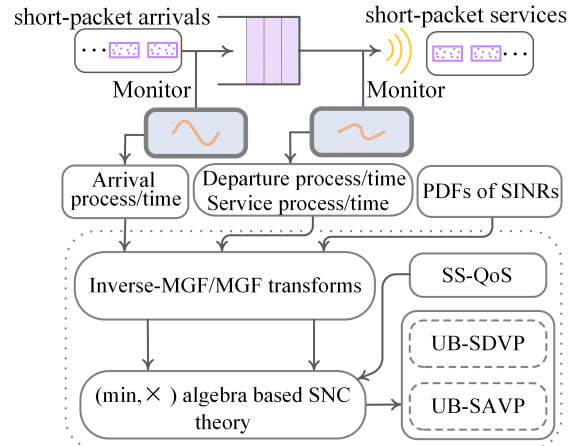 short-packet arrivals
short-packet services
Monitor
Monitor
Arrival
process/time
Departure process/time
Service process/time
PDFs of SINRs
Inverse-MGF/MGF transforms
SS-QoS
(min,× ) algebra based SNC
theory
UB-SDVP
UB-SAVP